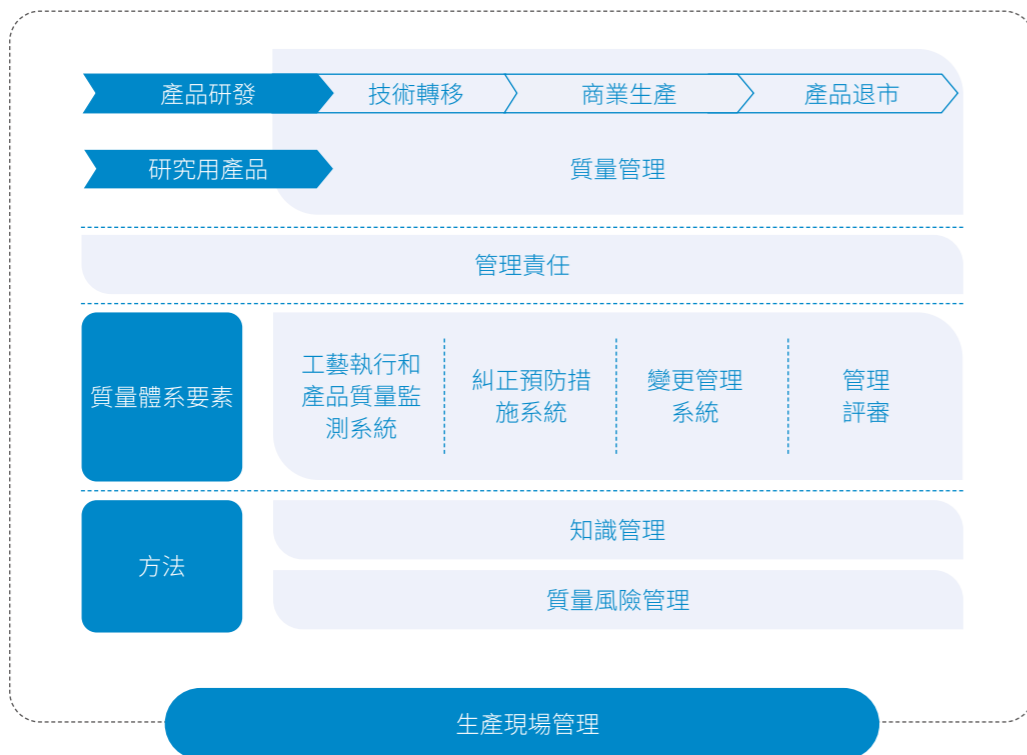 產品研發
技術轉移
商業生產
產品退市
研究用產品
質量管理
管理責任
質量體系要素
工藝執行和
產品質量監
測系統
糾正預防措
施系統
變更管理
系統
管理
評審
方法
知識管理
質量風險管理
生產現場管理